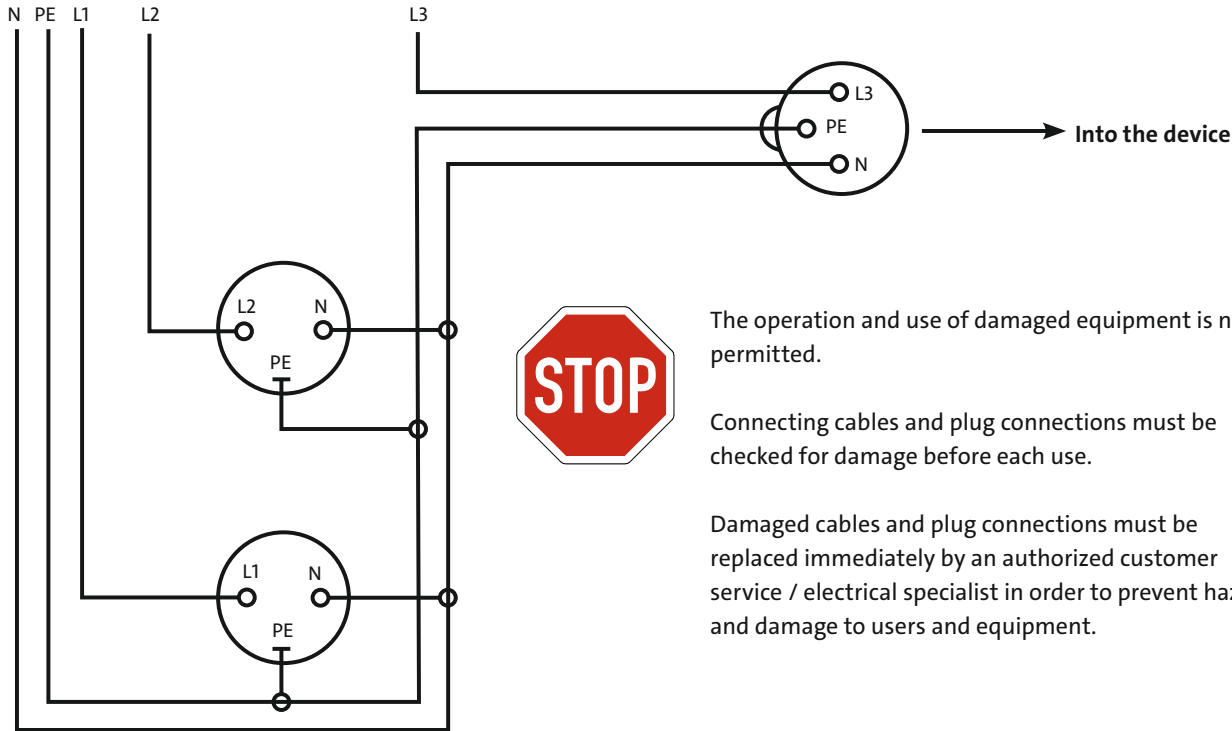 N PE L1 L2 L3
L3
PE
N
Into the device
L2 N
PE
L1 N
PE
STOP
The operation and use of damaged equipment is
permitted.
Connecting cables and plug connections must be
checked for damage before each use.
Damaged cables and plug connections must be
replaced immediately by an authorized customer
service / electrical specialist in order to prevent
and damage to users and equipment.